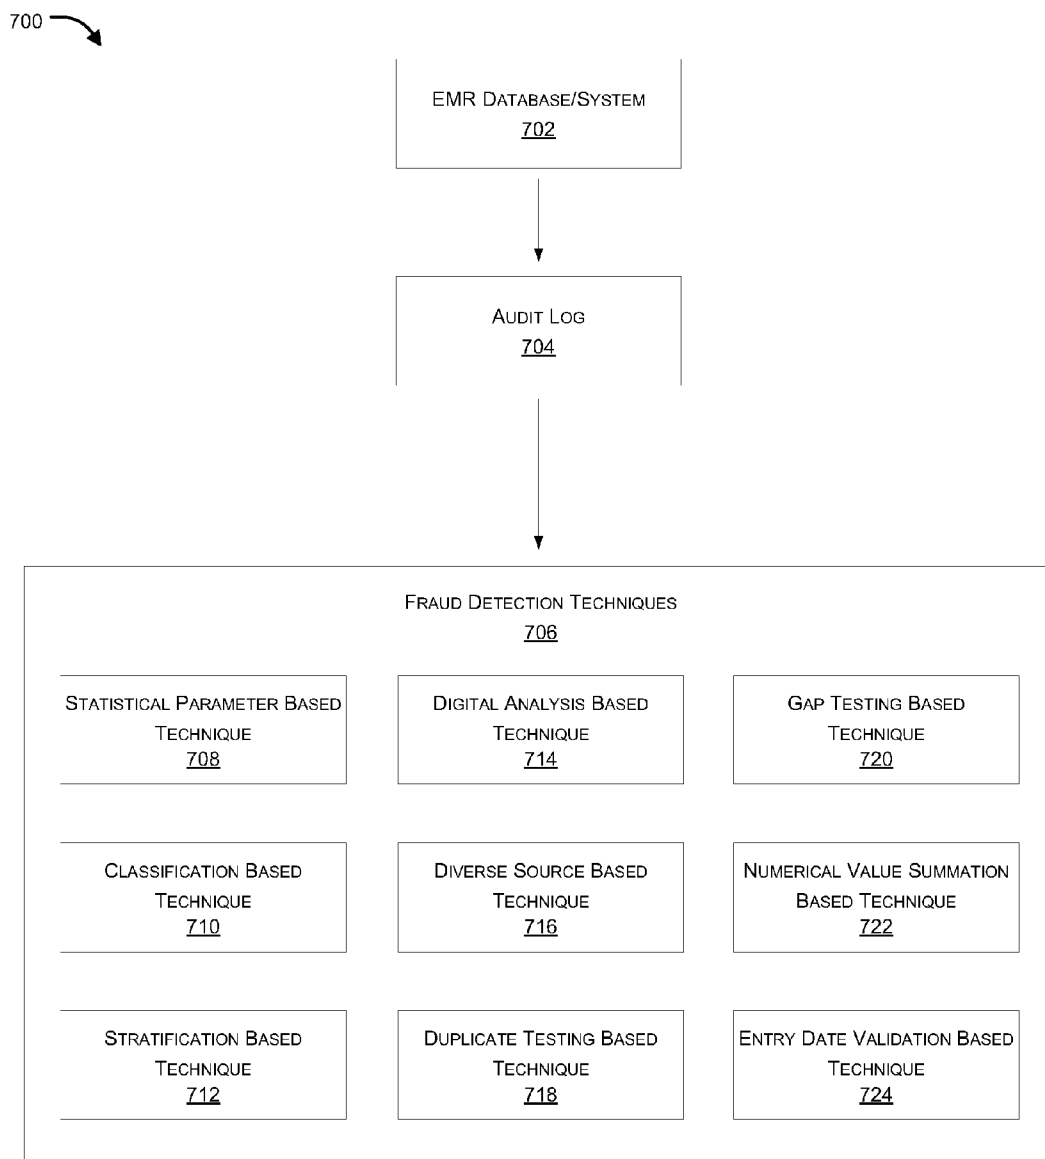 700
EMR DATABASE/SYSTEM
702
AUDIT LOG
704
FRAUD DETECTION TECHNIQUES
706
STATISTICAL PARAMETER BASED
TECHNIQUE
708
DIGITAL ANALYSIS BASED
TECHNIQUE
714
GAP TESTING BASED
TECHNIQUE
720
CLASSIFICATION BASED
TECHNIQUE
710
DIVERSE SOURCE BASED
TECHNIQUE
716
NUMERICAL VALUE SUMMATION
BASED TECHNIQUE
722
STRATIFICATION BASED
TECHNIQUE
712
DUPLICATE TESTING BASED
TECHNIQUE
718
ENTRY DATE VALIDATION BASED
TECHNIQUE
724